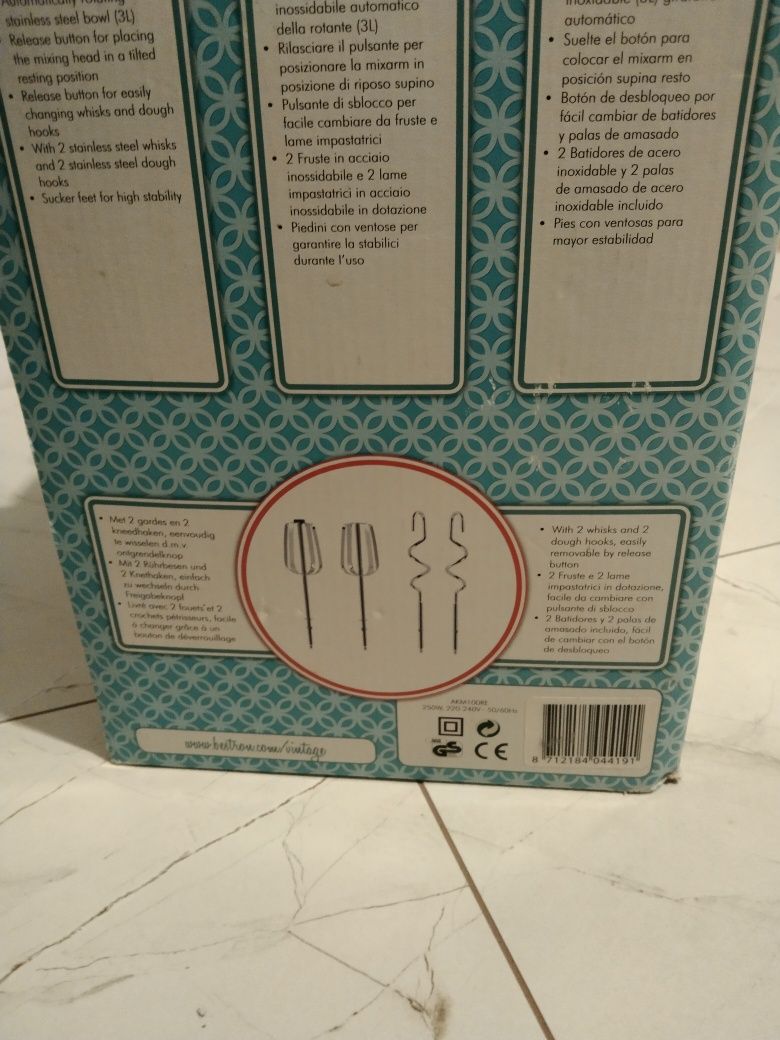 Automatically rotating
stainless steel bowl (3L)
• Release button for placing
the mixing head in a tilted
resting position
• Release button for easily
changing whisks and dough
hooks
• With 2 stainless steel whisks
and 2 stainless steel dough
hooks
• Sucker feet for high stability
inossidabile automatico
della rotante (3L)
• Rilasciare il pulsante per
posizionare la mixarm in
posizione di riposo supino
• Pulsante di sblocco per
facile cambiare da fruste e
lame impastatrici
• 2 Fruste in acciaio
inossidabile e 2 lame
impastatrici in acciaio
inossidabile in dotazione
• Piedini con ventose per
garantire la stabilici
durante l'uso
inoxidable (3L)
automático
• Suelte el botón para
colocar el mixarm en
posición supina resto
• Botón de desbloqueo por
fácil cambiar de batidores
y palas de amasado
• 2 Batidores de acero
inoxidable y 2 palas
de amasado de acero
inoxidable incluido
• Pies con ventosas para
mayor estabilidad
• Met 2 gardes en 2
kneedhaken, eenvoudig
te wisselen d.m.v.
ontgrendelknop
• Mit 2 Rührbesen und
2 Knethaken, einfach
zu wechseln durch
Freigabeknopf
• Livré avec 2 fouets et 2
crochets pétrisseurs, facile
à changer grâce à un
bouton de déverrouillage
• With 2 whisks and 2
dough hooks, easily
removable by release
button
• 2 Fruste e 2 lame
impastatrici in dotazione,
facile da cambiare con
pulsante di sblocco
• 2 Batidores y 2 palas de
amasado incluido, fácil
de cambiar con el botón
de desbloqueo
www.bestron.com/vintage
AKM100RE
250W, 220-240V - 50/60Hz
GS CE
8 712184 044191